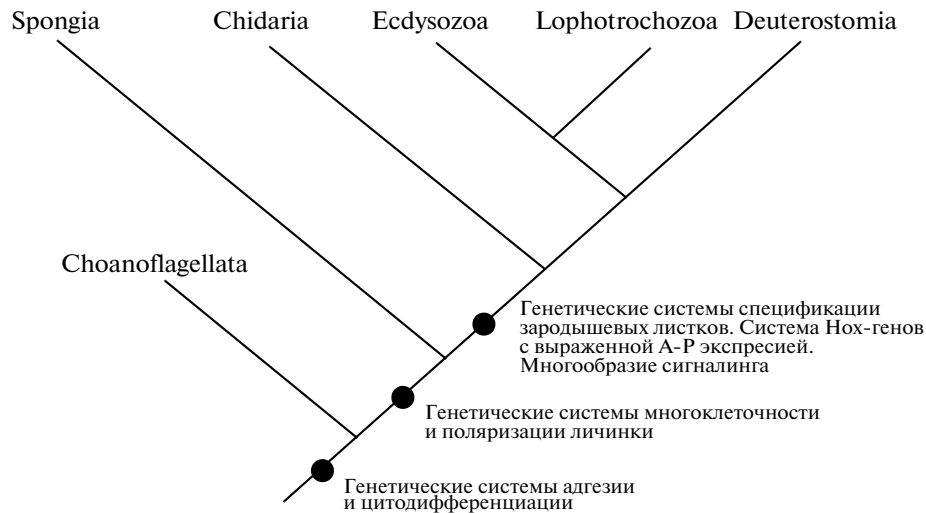 Spongia
Chidaria
Ecdysozoa
Lophotrochozoa
Deuterostomia
Choanoflagellata
Генетические системы спецификации
зародышевых листков. Система Нох-генов
с выраженной А-Р экспресией.
Многообразие сигналинга
Генетические системы многоклеточности
и поляризации личинки
Генетические системы адгезии
и цитодифференциации